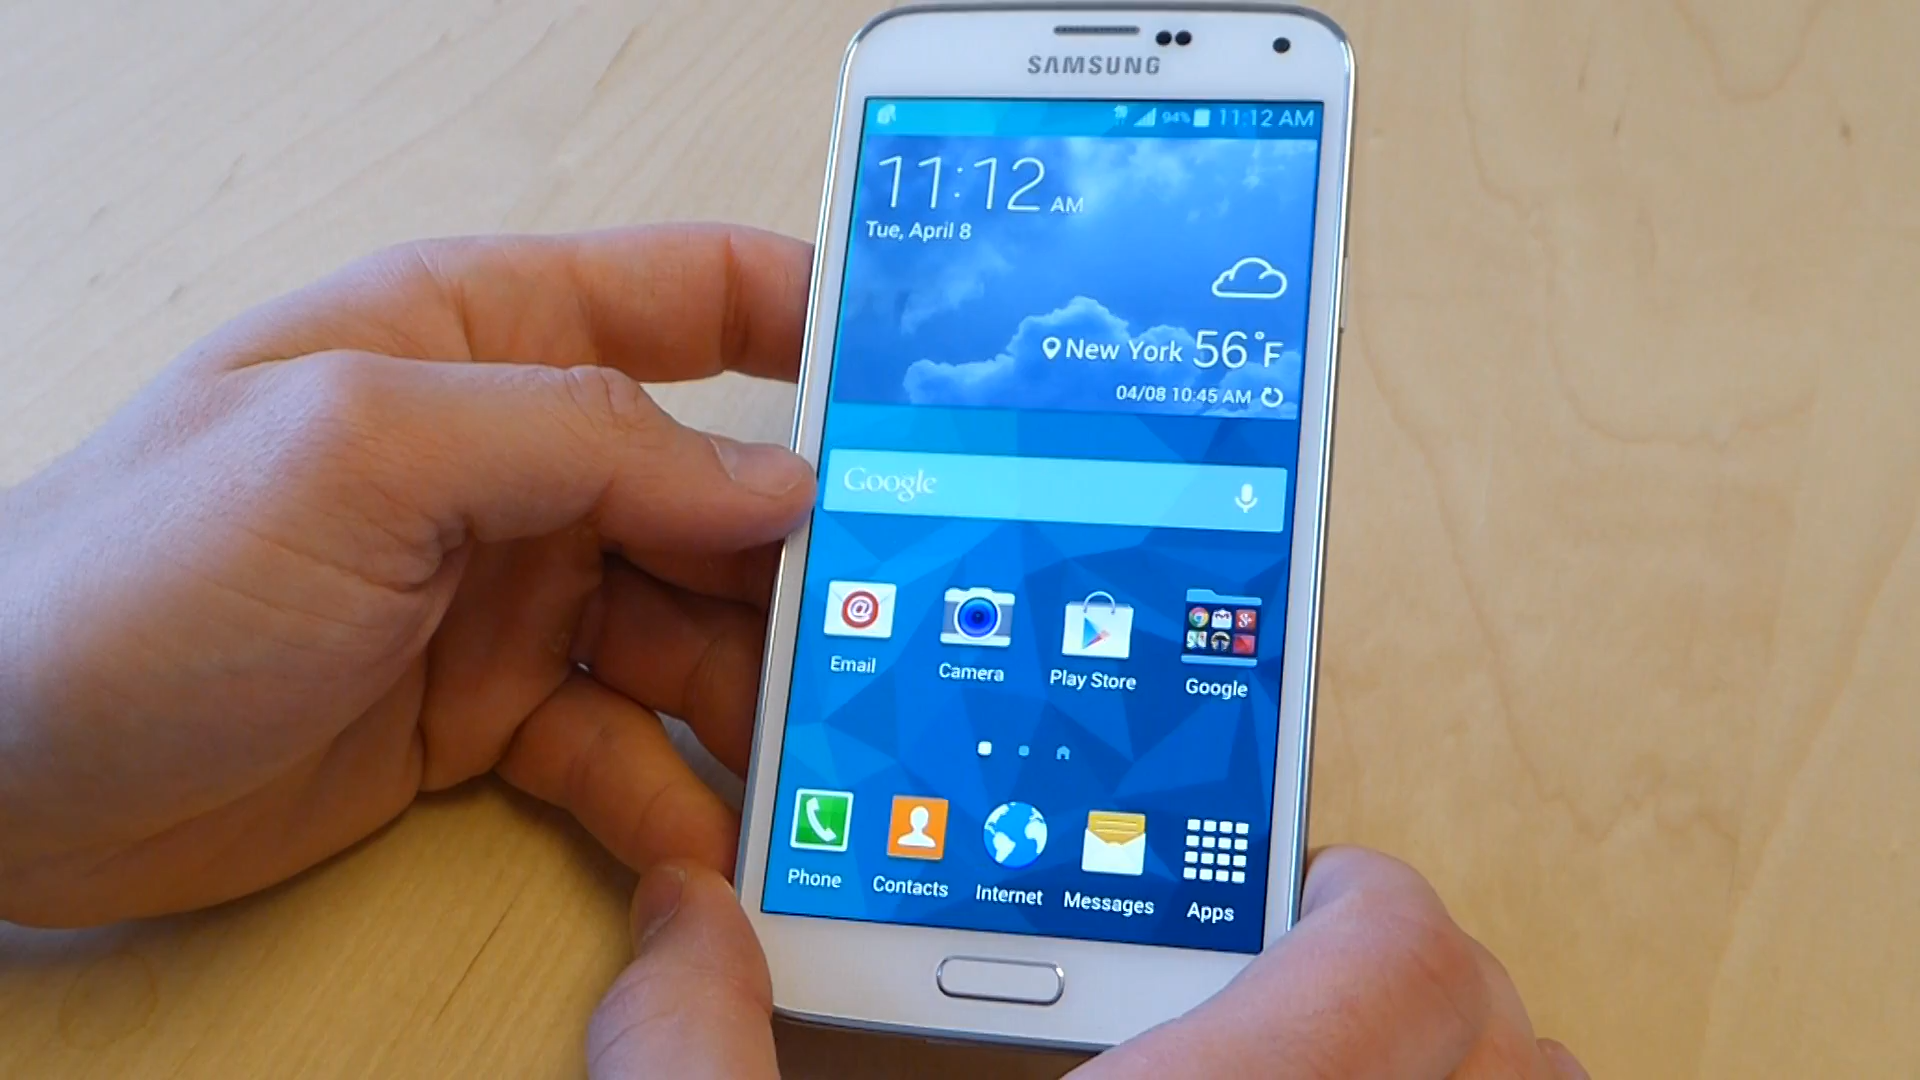 SAMSUNG
94% 11:12 AM
11:12 AM
Tue, April 8
New York 56°F
04/08 10:45 AM
Google
Email Camera Play Store Google
Phone Contacts Internet Messages Apps